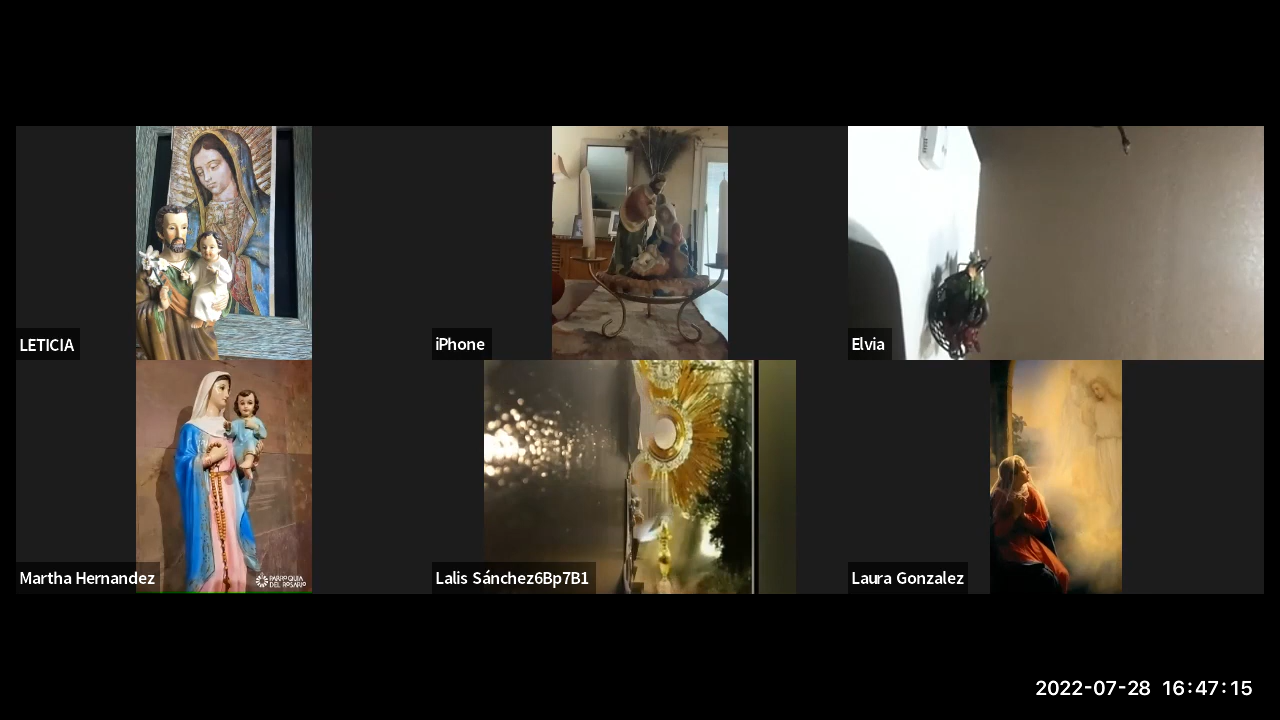 LETICIA
iPhone
Elvia
Martha Hernandez
PARROQUIA
DEL ROSARIO
Lalis Sánchez6Bp7B1
Laura Gonzalez
2022-07-28 16:47:15